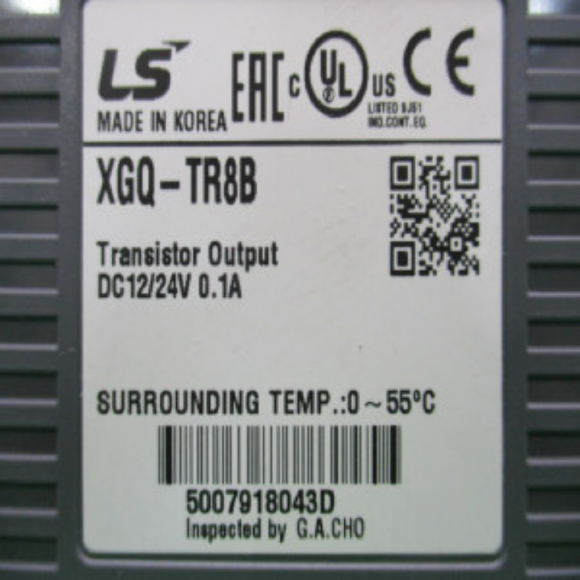 LS EAC C UL US CE
MADE IN KOREA
LISTED 9J51
IND.CONT.EQ.
XGQ-TR8B
Transistor Output
DC12/24V 0.1A
SURROUNDING TEMP.:0~55°C
5007918043D
Inspected by G.A.CHO